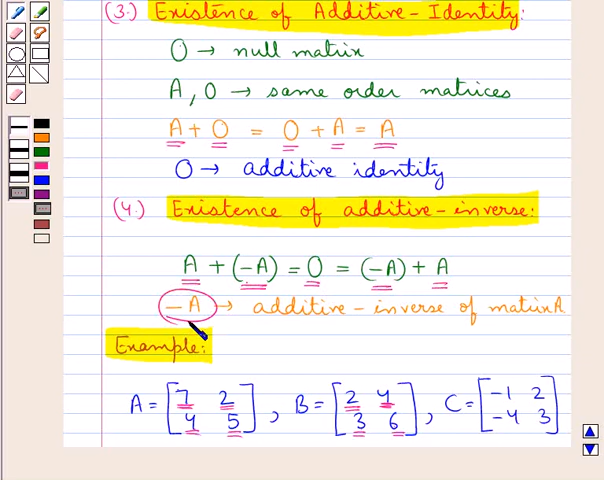 (3.) Existence of Additive-Identity:
O → null matrix
A, O → same order matrices
A + O = O + A = A
O → additive identity
(4.) Existence of additive-inverse:
A + (-A) = O = (-A) + A
-A → additive-inverse of matrix A
Example:
A = [7 2 
4 5], B = [2 4 
3 6], C = [-1 2 
-4 3]